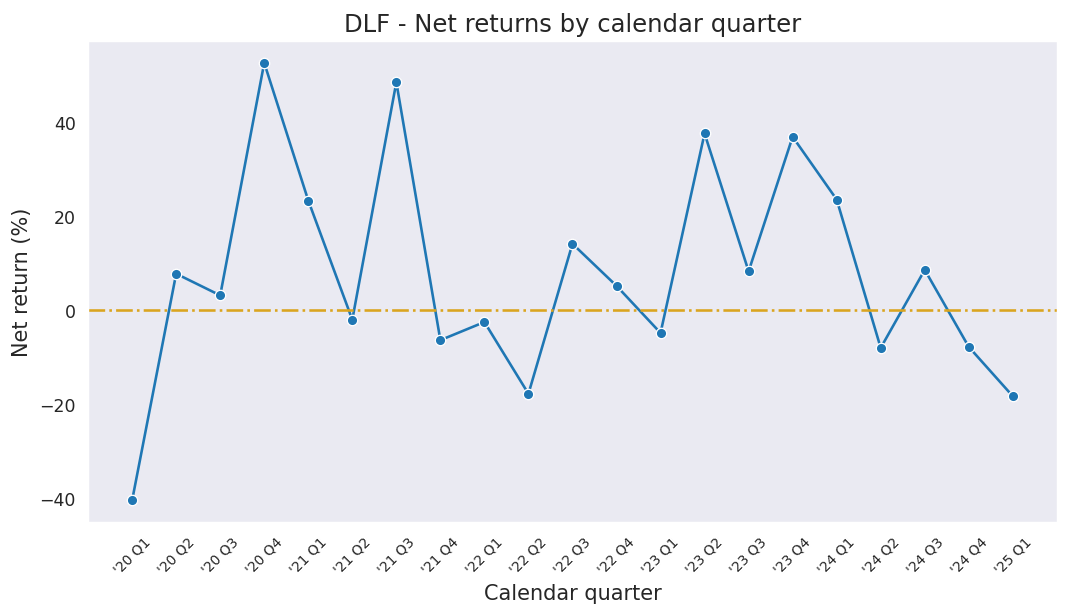 DLF - Net returns by calendar quarter
Net return (%)
40
20
0
−20
−40
'20 Q1
'20 Q2
'20 Q3
'20 Q4
'21 Q1
'21 Q2
'21 Q3
'21 Q4
'22 Q1
'22 Q2
'22 Q3
'22 Q4
'23 Q1
'23 Q2
'23 Q3
'23 Q4
'24 Q1
'24 Q2
'24 Q3
'24 Q4
'25 Q1
Calendar quarter